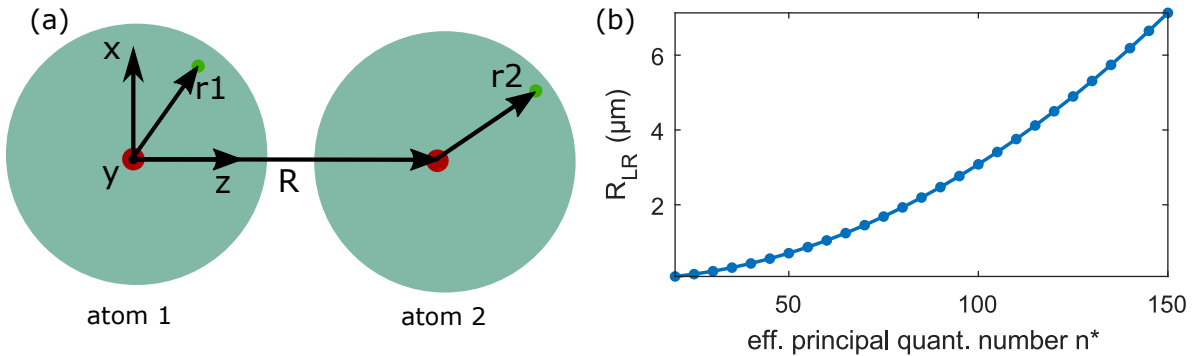 (a)
x
r1
y
z
R
r2
atom 1
atom 2
(b)
R_LR (μm)
6
4
2
50
100
150
eff. principal quant. number n*